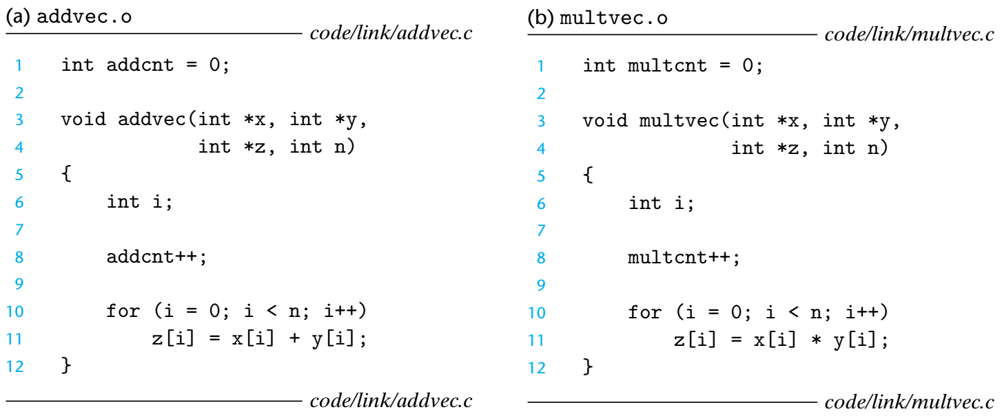 (a) addvec.o
code/link/addvec.c
1 int addcnt = 0;
2
3 void addvec(int *x, int *y,
4 int *z, int n)
5 {
6 int i;
7
8 addcnt++;
9
10 for (i = 0; i < n; i++)
11 z[i] = x[i] + y[i];
12 }
code/link/addvec.c
(b) multvec.o
code/link/multvec.c
1 int multcnt = 0;
2
3 void multvec(int *x, int *y,
4 int *z, int n)
5 {
6 int i;
7
8 multcnt++;
9
10 for (i = 0; i < n; i++)
11 z[i] = x[i] * y[i];
12 }
code/link/multvec.c